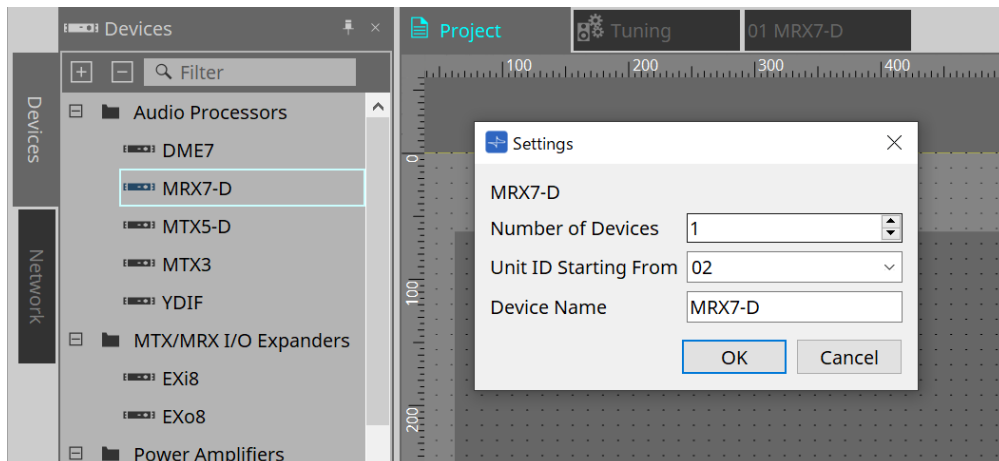 Devices
Project
Tuning
01 MRX7-D
Filter
100
200
300
400
Devices
Network
Audio Processors
DME7
MRX7-D
MTX5-D
MTX3
YDIF
MTX/MRX I/O Expanders
EXi8
EXo8
Power Amplifiers
0
100
200
Settings
MRX7-D
Number of Devices 1
Unit ID Starting From 02
Device Name MRX7-D
OK Cancel